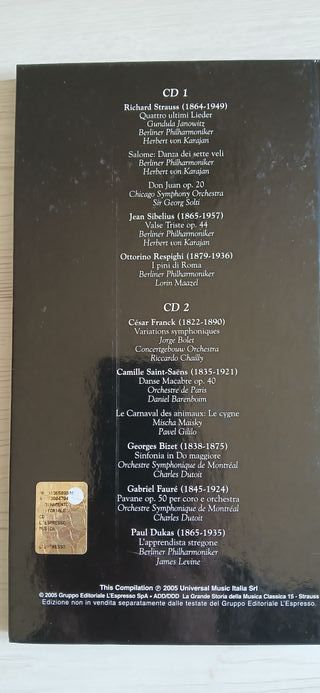 CD 1
Richard Strauss (1864-1949)
Quattro ultimi Lieder
Gundula Janowitz
Berliner Philharmoniker
Herbert von Karajan
Salome: Danza dei sette veli
Berliner Philharmoniker
Herbert von Karajan
Don Juan op. 20
Chicago Symphony Orchestra
Sir Georg Solti
Jean Sibelius (1865-1957)
Valse Triste op. 44
Berliner Philharmoniker
Herbert von Karajan
Ottorino Respighi (1879-1936)
I pini di Roma
Berliner Philharmoniker
Lorin Maazel
CD 2
César Franck (1822-1890)
Variations symphoniques
Jorge Bolet
Concertgebouw Orchestra
Riccardo Chailly
Camille Saint-Saëns (1835-1921)
Danse Macabre op. 40
Orchestre de Paris
Daniel Barenboim
Le Carnaval des animaux: Le cygne
Mischa Maisky
Pavel Gililo
Georges Bizet (1838-1875)
Sinfonia in Do maggiore
Orchestre Symphonique de Montréal
Charles Dutoit
Gabriel Fauré (1845-1924)
Pavane op. 50 per coro e orchestra
Orchestre Symphonique de Montréal
Charles Dutoit
Paul Dukas (1865-1935)
L'apprendista stregone
Berliner Philharmoniker
James Levine
CD
L'ESPRESSO
MUSICA
This Compilation ℗ 2005 Universal Music Italia Srl
© 2005 Gruppo Editoriale L'Espresso SpA • ADD/DDD La Grande Storia della Musica Classica 15 - Strauss
Edizione non in vendita separatamente dalle testate del Gruppo Editoriale L'Espresso.